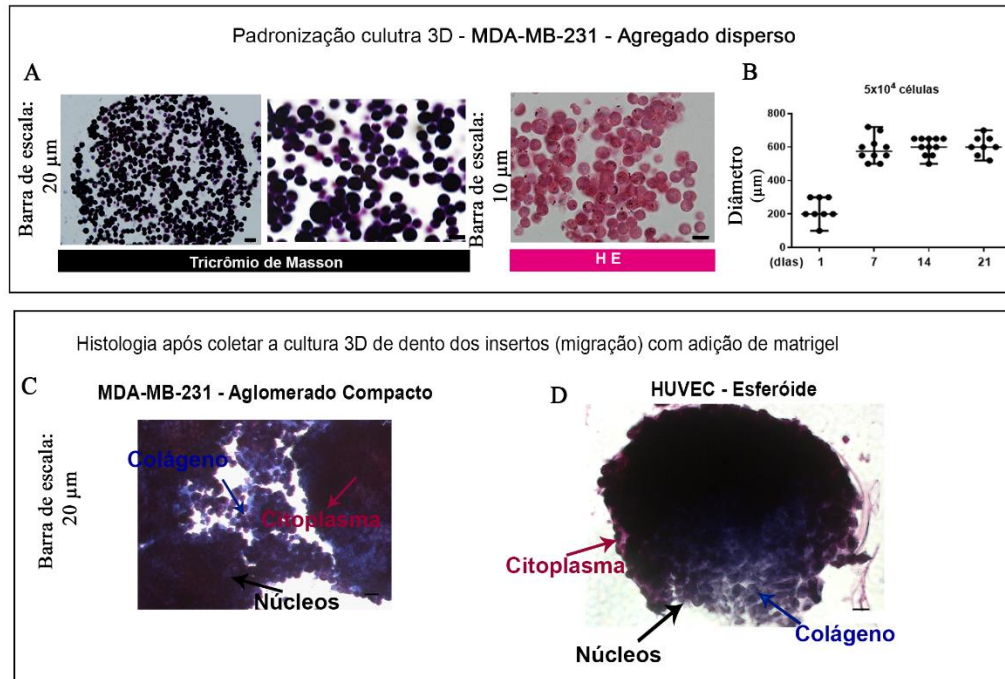 Padronização culutra 3D - MDA-MB-231 - Agregado disperso
A
Barra de escala:
20 µm
Tricrômio de Masson
Barra de escala:
10 µm
H E
B
5x10⁴ células
Diâmetro
(µm)
800
600
400
200
0
(dias) 1 7 14 21
Histologia após coletar a cultura 3D de dento dos insertos (migração) com adição de matrigel
C
MDA-MB-231 - Aglomerado Compacto
Barra de escala:
20 µm
Colágeno
Citoplasma
Núcleos
D
HUVEC - Esferóide
Citoplasma
Núcleos
Colágeno